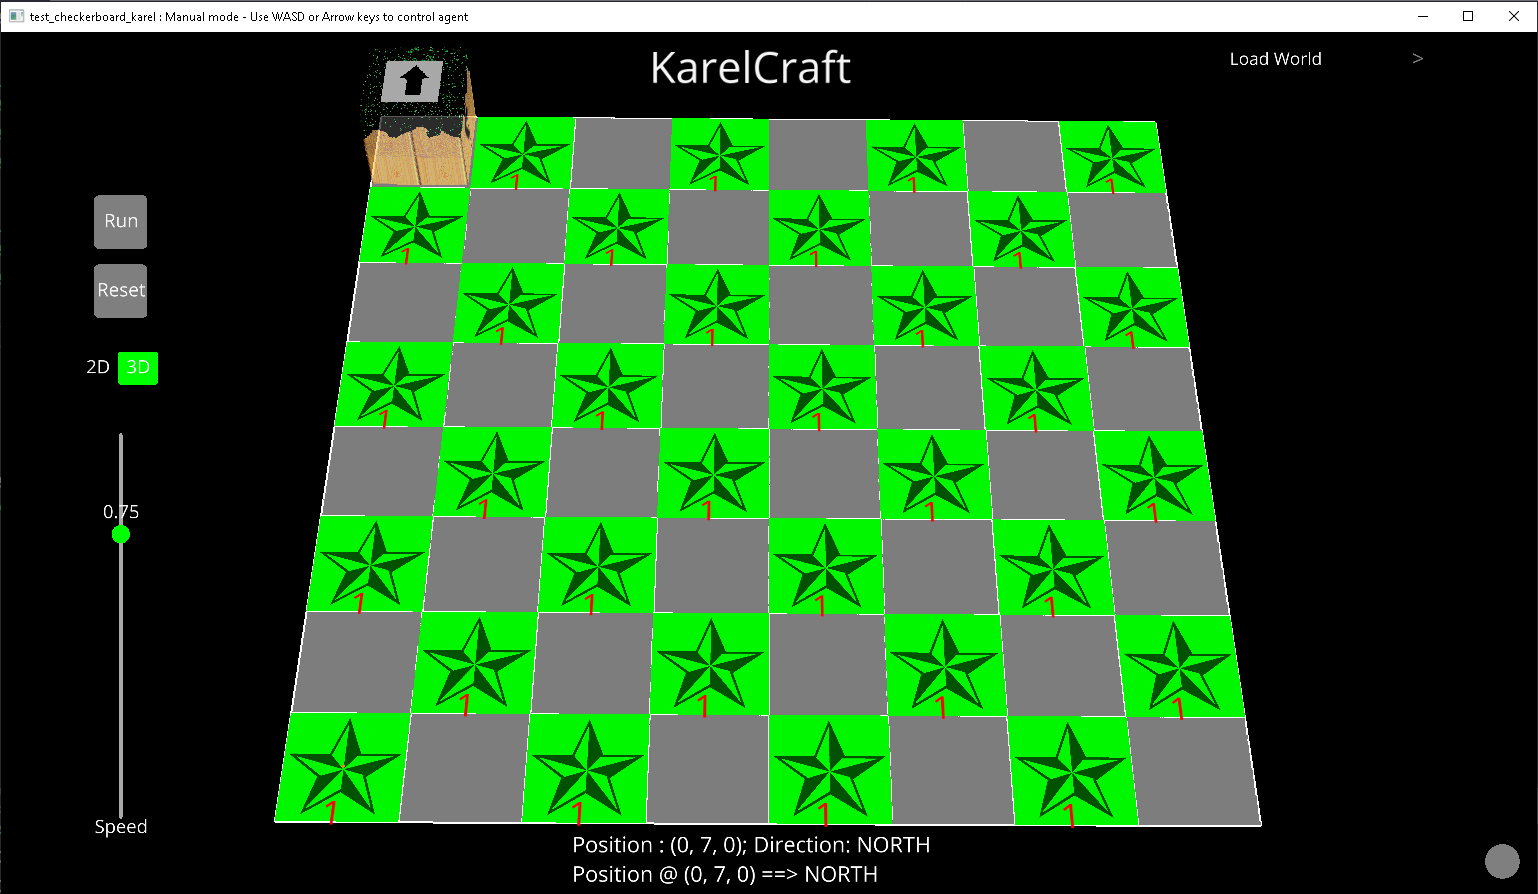 test_checkerboard_karel : Manual mode - Use WASD or Arrow keys to control agent
KarelCraft
Load World >
1 1 1 1
Run
1 1 1 1
Reset
1 1 1 1
2D 3D
1 1 1 1
0.75
1 1 1 1
1 1 1 1
1 1 1 1
1 1 1 1
Speed
Position : (0, 7, 0); Direction: NORTH
Position @ (0, 7, 0) ==> NORTH